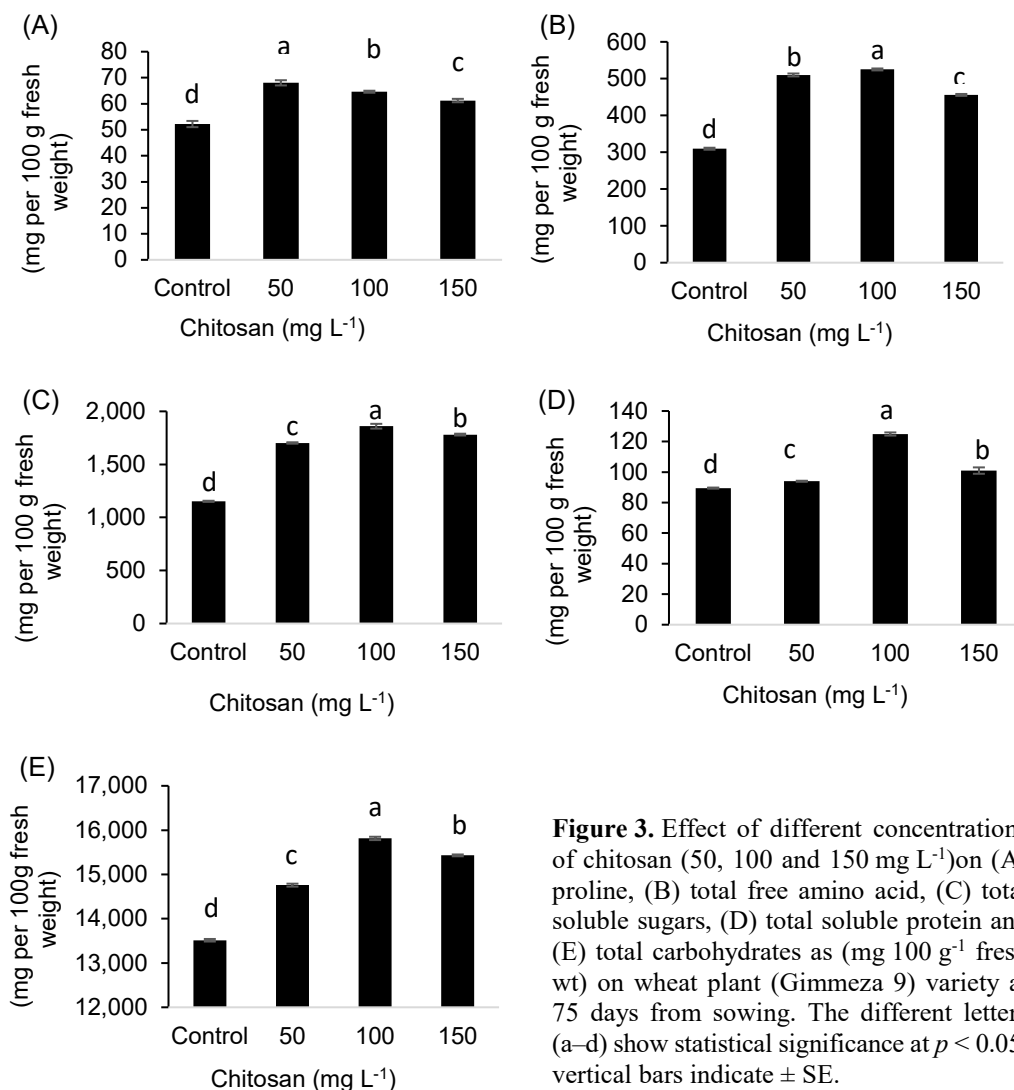 (A)
80
70
60
50
40
30
20
10
0
(mg per 100 g fresh
weight)
d
a
b
c
Control 50 100 150
Chitosan (mg L-1)
(B)
600
500
400
300
200
100
0
(mg per 100 g fresh
weight)
d
b
a
c
Control 50 100 150
Chitosan (mg L-1)
(C)
2,000
1,500
1,000
500
0
(mg per 100 g fresh
weight)
d
c
a
b
Control 50 100 150
Chitosan (mg L-1)
(D)
140
120
100
80
60
40
20
0
(mg per 100 g fresh
weight)
d
c
a
b
Control 50 100 150
Chitosan (mg L-1)
(E)
17,000
16,000
15,000
14,000
13,000
12,000
(mg per 100g fresh
weight)
d
c
a
b
Control 50 100 150
Chitosan (mg L-1)
Figure 3. Effect of different concentration
of chitosan (50, 100 and 150 mg L-1)on (A
proline, (B) total free amino acid, (C) tota
soluble sugars, (D) total soluble protein an
(E) total carbohydrates as (mg 100 g-1 fres
wt) on wheat plant (Gimmeza 9) variety a
75 days from sowing. The different letter
(a–d) show statistical significance at p < 0.05
vertical bars indicate ± SE.